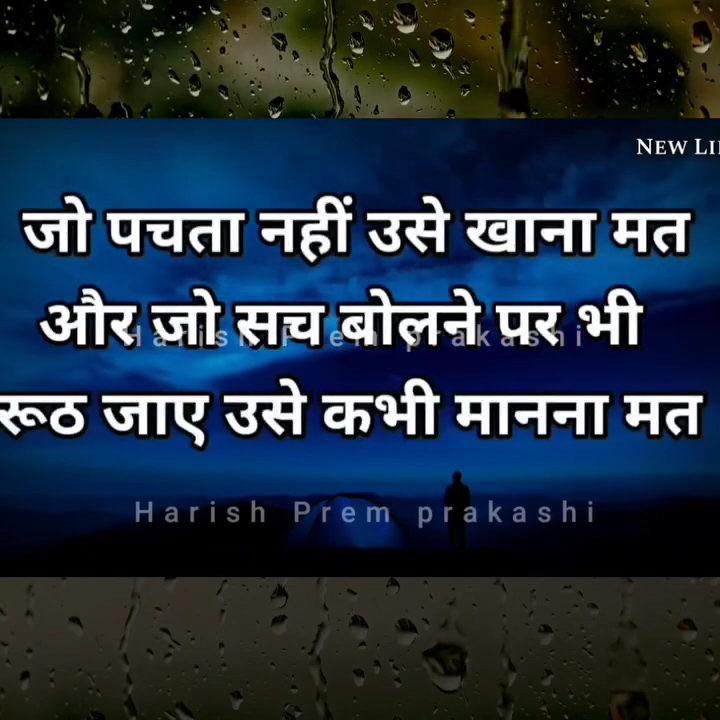 NEW
जो पचता नहीं उसे खाना मत
और जो सच बोलने पर भी
Harish Prem prakashi
रूठ जाए उसे कभी मानना मत
Harish Prem prakashi